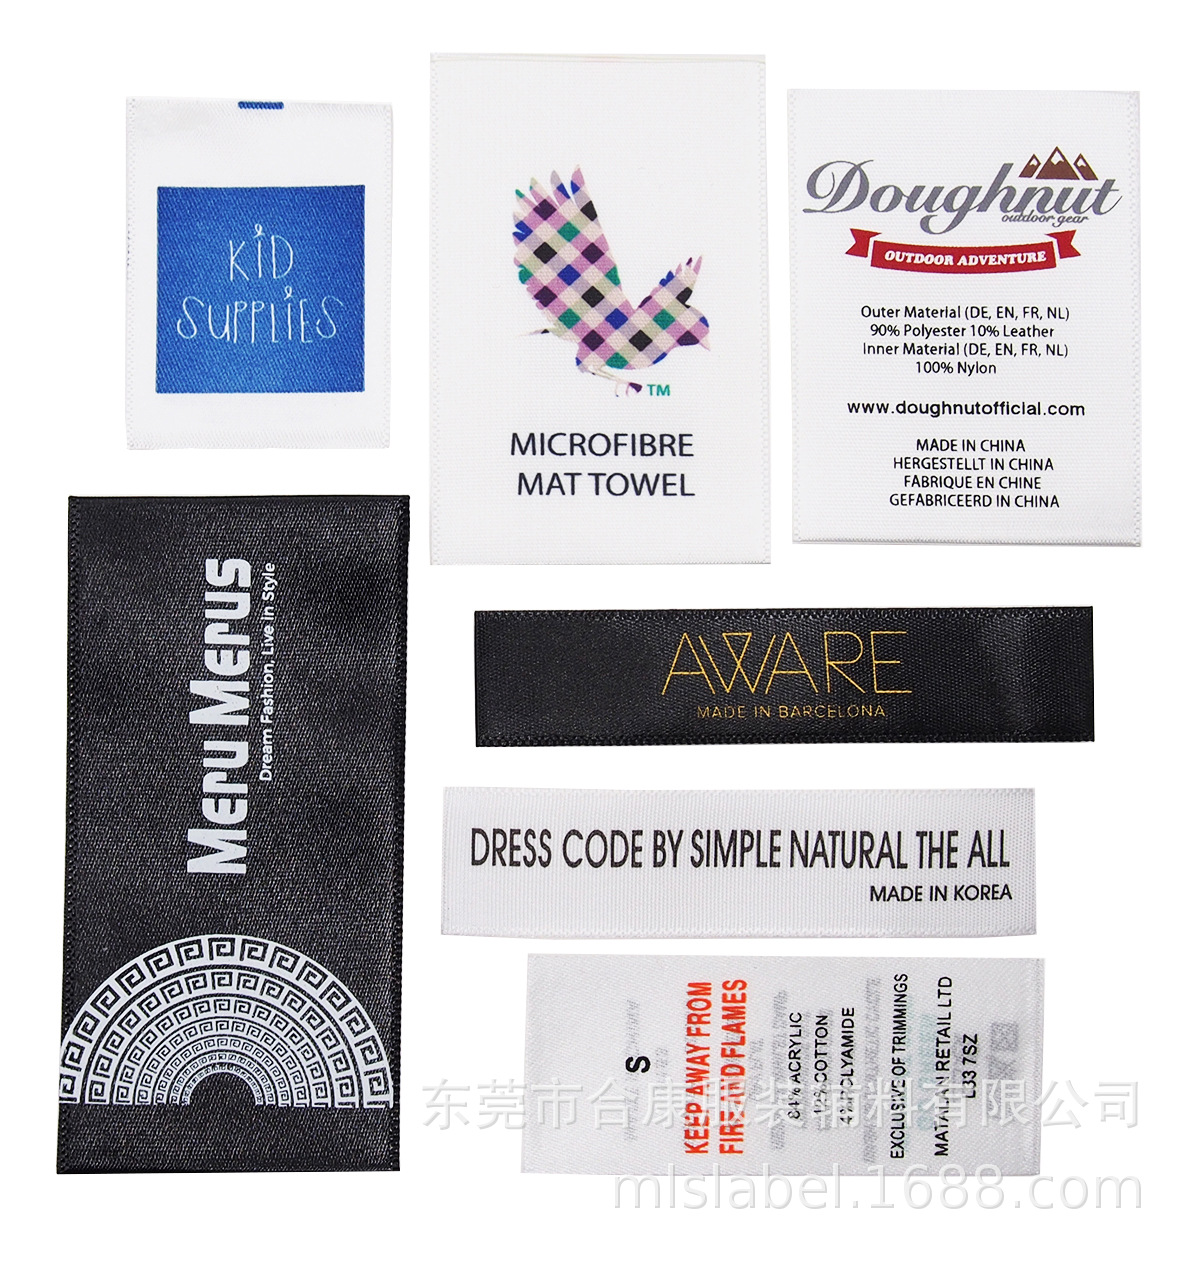 KID
SUPPLIES
TM
MICROFIBRE
MAT TOWEL
Doughnut
outdoor gear
OUTDOOR ADVENTURE
Outer Material (DE, EN, FR, NL)
90% Polyester 10% Leather
Inner Material (DE, EN, FR, NL)
100% Nylon
www.doughnutofficial.com
MADE IN CHINA
HERGESTELLT IN CHINA
FABRIQUE EN CHINE
GEFABRICEERD IN CHINA
MERU MERUS
Dream Fashion. Live in Style
AWARE
MADE IN BARCELONA
DRESS CODE BY SIMPLE NATURAL THE ALL
MADE IN KOREA
S
KEEP AWAY FROM
FIRE AND FLAMES
84% ACRYLIC
12% COTTON
4% POLYAMIDE
EXCLUSIVE OF TRIMMINGS
MATALAN RETAIL LTD
L33 7SZ
东莞市台康服装辅料有限公司
mlslabel.1688.com